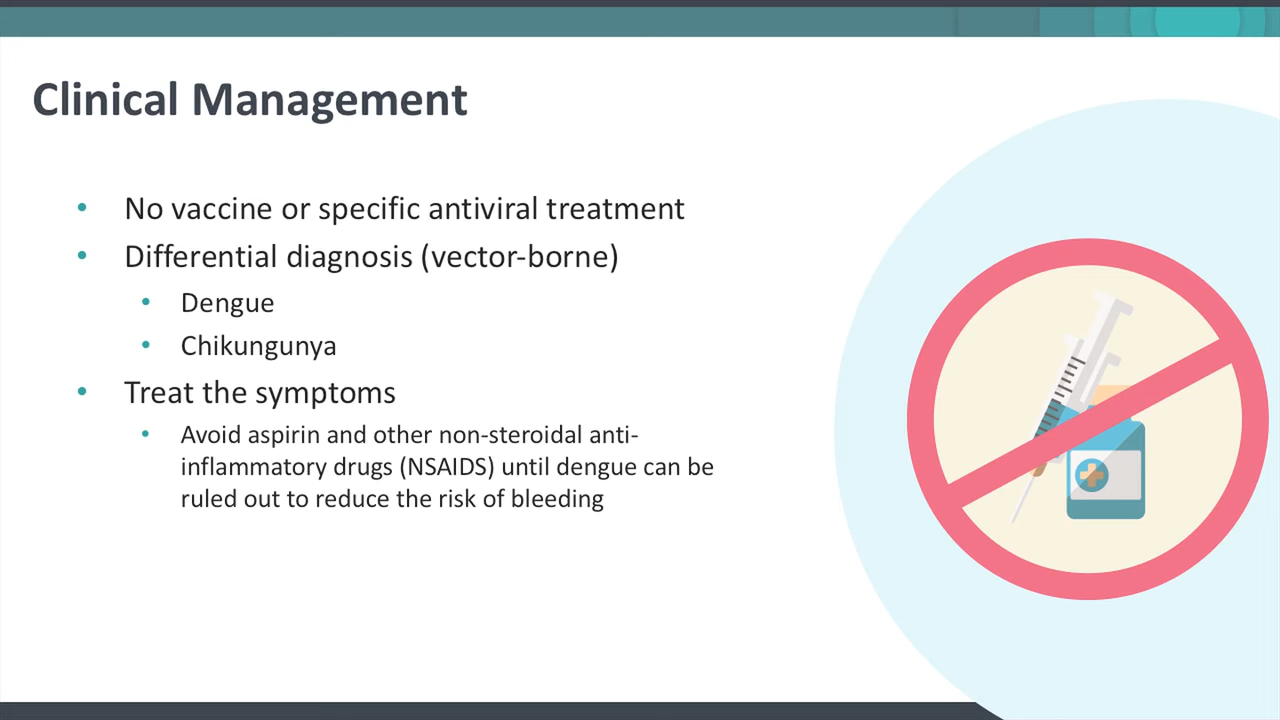 Clinical Management
• No vaccine or specific antiviral treatment
• Differential diagnosis (vector-borne)
• Dengue
• Chikungunya
• Treat the symptoms
• Avoid aspirin and other non-steroidal anti-
inflammatory drugs (NSAIDS) until dengue can be
ruled out to reduce the risk of bleeding